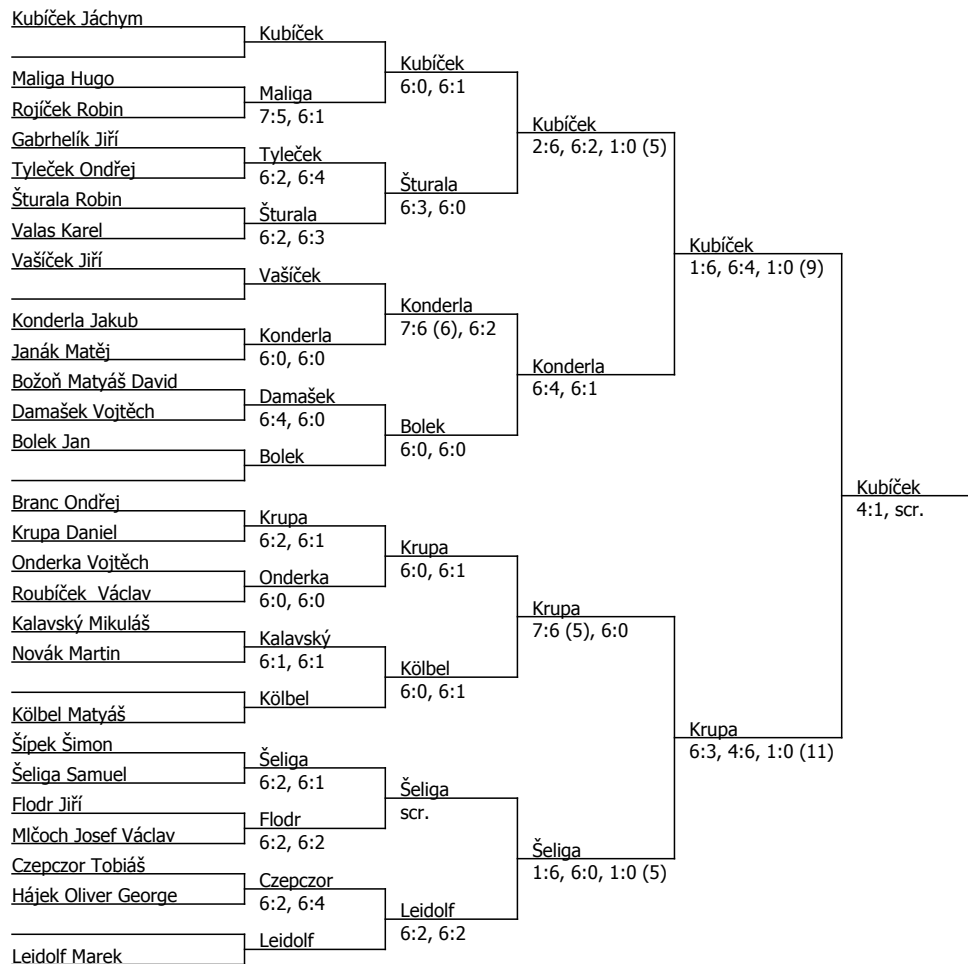 Kubíček Jáchym
Maliga Hugo
Rojíček Robin
Gabrhelík Jiří
Tyleček Ondřej
Šturala Robin
Valas Karel
Vašíček Jiří
Konderla Jakub
Janák Matěj
Božoň Matyáš David
Damašek Vojtěch
Bolek Jan
Branc Ondřej
Krupa Daniel
Onderka Vojtěch
Roubíček  Václav
Kalavský Mikuláš
Novák Martin
Kölbel Matyáš
Šípek Šimon
Šeliga Samuel
Flodr Jiří
Mlčoch Josef Václav
Czepczor Tobiáš
Hájek Oliver George
Leidolf Marek
Kubíček
Maliga
7:5, 6:1
Tyleček
6:2, 6:4
Šturala
6:2, 6:3
Vašíček
Konderla
6:0, 6:0
Damašek
6:4, 6:0
Bolek
Krupa
6:2, 6:1
Onderka
6:0, 6:0
Kalavský
6:1, 6:1
Kölbel
Šeliga
6:2, 6:1
Flodr
6:2, 6:2
Czepczor
6:2, 6:4
Leidolf
Kubíček
6:0, 6:1
Šturala
6:3, 6:0
Konderla
7:6 (6), 6:2
Bolek
6:0, 6:0
Krupa
6:0, 6:1
Kölbel
6:0, 6:1
Šeliga
scr.
Leidolf
6:2, 6:2
Kubíček
2:6, 6:2, 1:0 (5)
Konderla
6:4, 6:1
Krupa
7:6 (5), 6:0
Šeliga
1:6, 6:0, 1:0 (5)
Kubíček
1:6, 6:4, 1:0 (9)
Krupa
6:3, 4:6, 1:0 (11)
Kubíček
4:1, scr.